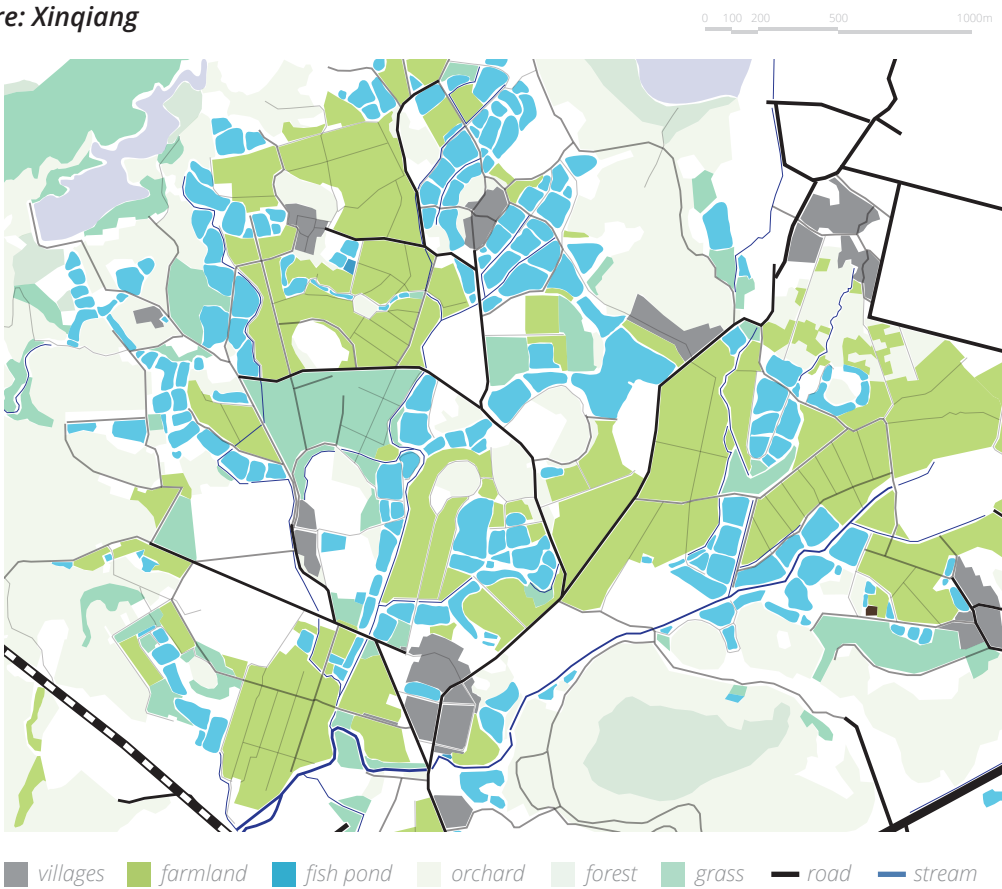 re: Xinqiang
0 100 200 500 1000m
villages farmland fish pond orchard forest grass road stream